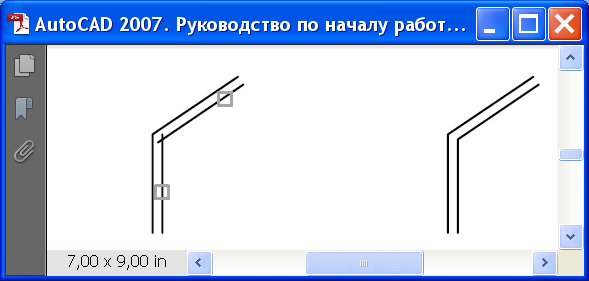 AutoCAD 2007. Руководство по началу работ...
7,00 x 9,00 in